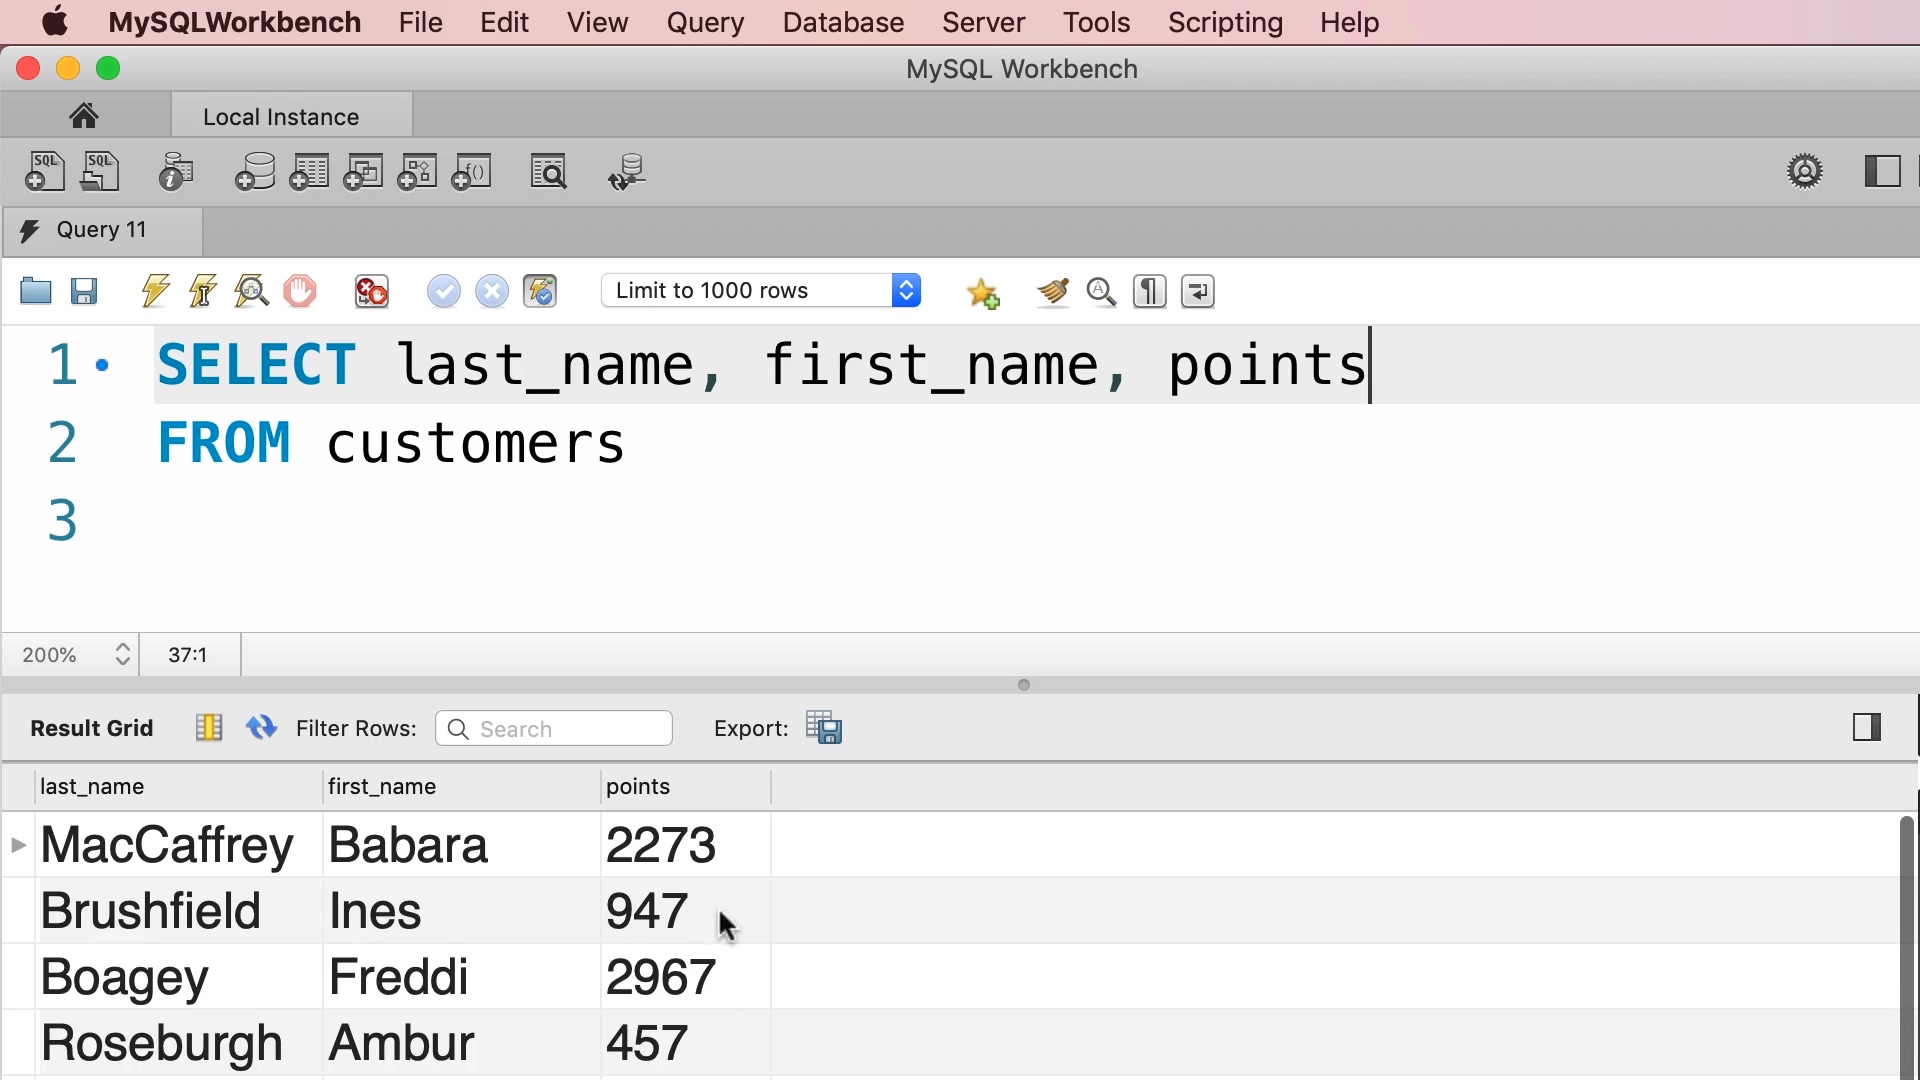 MySQLWorkbench File Edit View Query Database Server Tools Scripting Help
MySQL Workbench
Local Instance
SQL SQL
Query 11
Limit to 1000 rows
1 SELECT last_name, first_name, points
2 FROM customers
3
200% 37:1
Result Grid Filter Rows: Search Export:
last_name first_name points
MacCaffrey Babara 2273
Brushfield Ines 947
Boagey Freddi 2967
Roseburgh Ambur 457